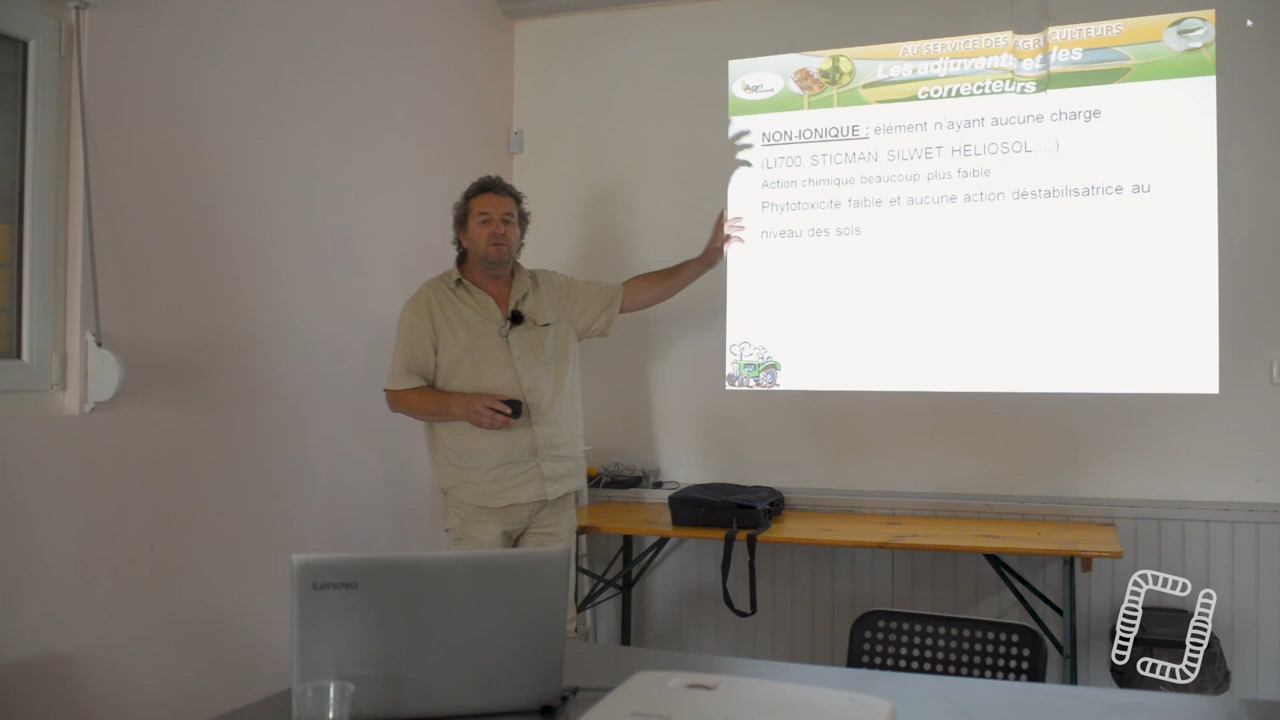 AU SERVICE DES AGRICULTEURS
Les adjuvants et les
correcteurs
Agri
NON-IONIQUE : élément n'ayant aucune charge
(LI700, STICMAN, SILWET, HELIOSOL,...)
Action chimique beaucoup plus faible
Phytotoxicité faible et aucune action déstabilisatrice au
niveau des sols
Lenovo